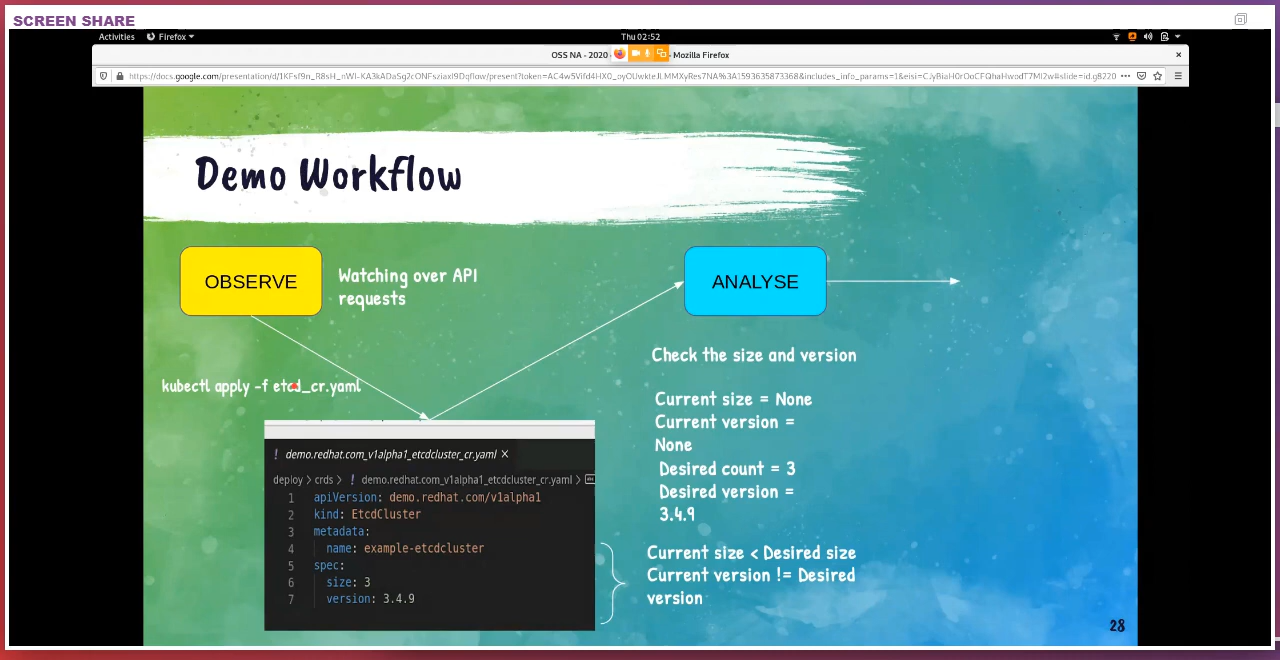 SCREEN SHARE
Activities Firefox Thu 02:52
OSS NA - 2020 - Mozilla Firefox
Demo Workflow
OBSERVE
Watching over API
requests
ANALYSE
kubectl apply -f etcd_cr.yaml
! demo.redhat.com_v1alpha1_etcdcluster_cr.yaml ×
deploy > crds > ! demo.redhat.com_v1alpha1_etcdcluster_cr.yaml >
1 apiVersion: demo.redhat.com/v1alpha1
2 kind: EtcdCluster
3 metadata:
4 name: example-etcdcluster
5 spec:
6 size: 3
7 version: 3.4.9
Check the size and version
Current size = None
Current version =
None
Desired count = 3
Desired version =
3.4.9
Current size < Desired size
Current version != Desired
version
28